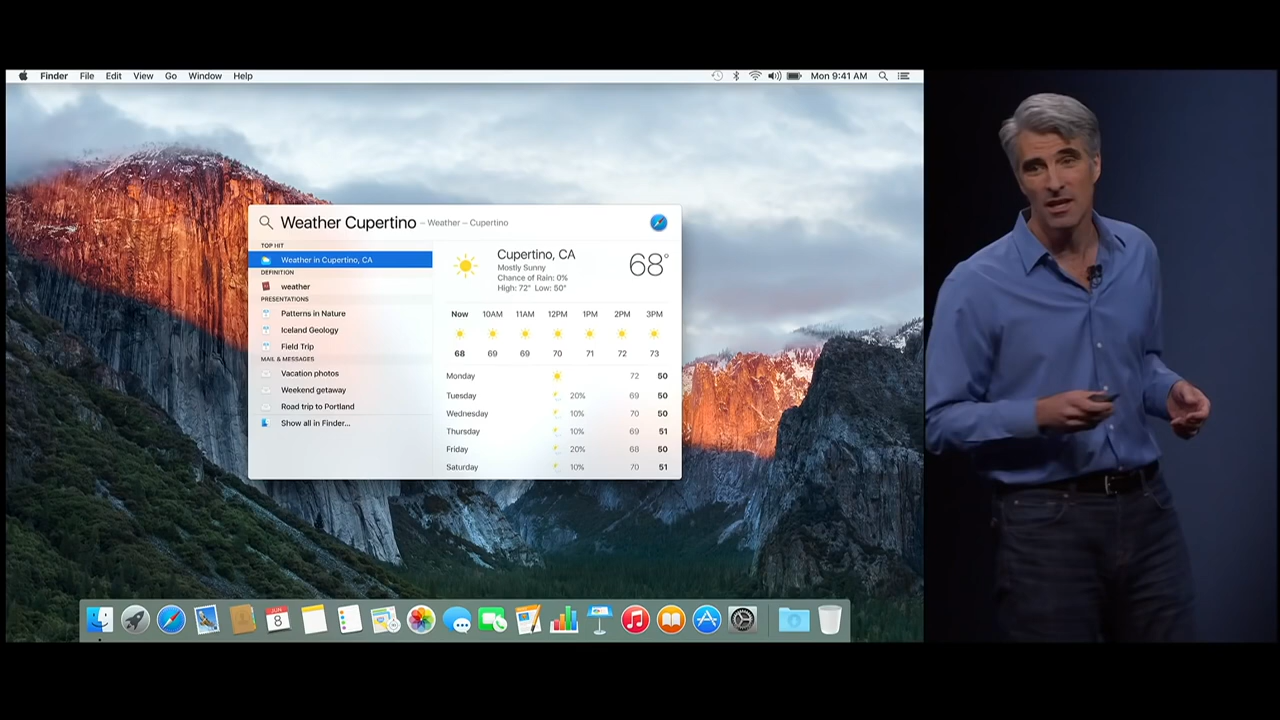 Finder File Edit View Go Window Help Mon 9:41 AM
Weather Cupertino – Weather – Cupertino
TOP HIT
Weather in Cupertino, CA
DEFINITION
weather
PRESENTATIONS
Patterns in Nature
Iceland Geology
Field Trip
MAIL & MESSAGES
Vacation photos
Weekend getaway
Road trip to Portland
Show all in Finder...
Cupertino, CA
Mostly Sunny
Chance of Rain: 0%
High: 72° Low: 50°
68°
Now 10AM 11AM 12PM 1PM 2PM 3PM
68 69 69 70 71 72 73
Monday 72 50
Tuesday 20% 69 50
Wednesday 10% 70 50
Thursday 10% 69 51
Friday 20% 68 50
Saturday 10% 70 51
JUN
8